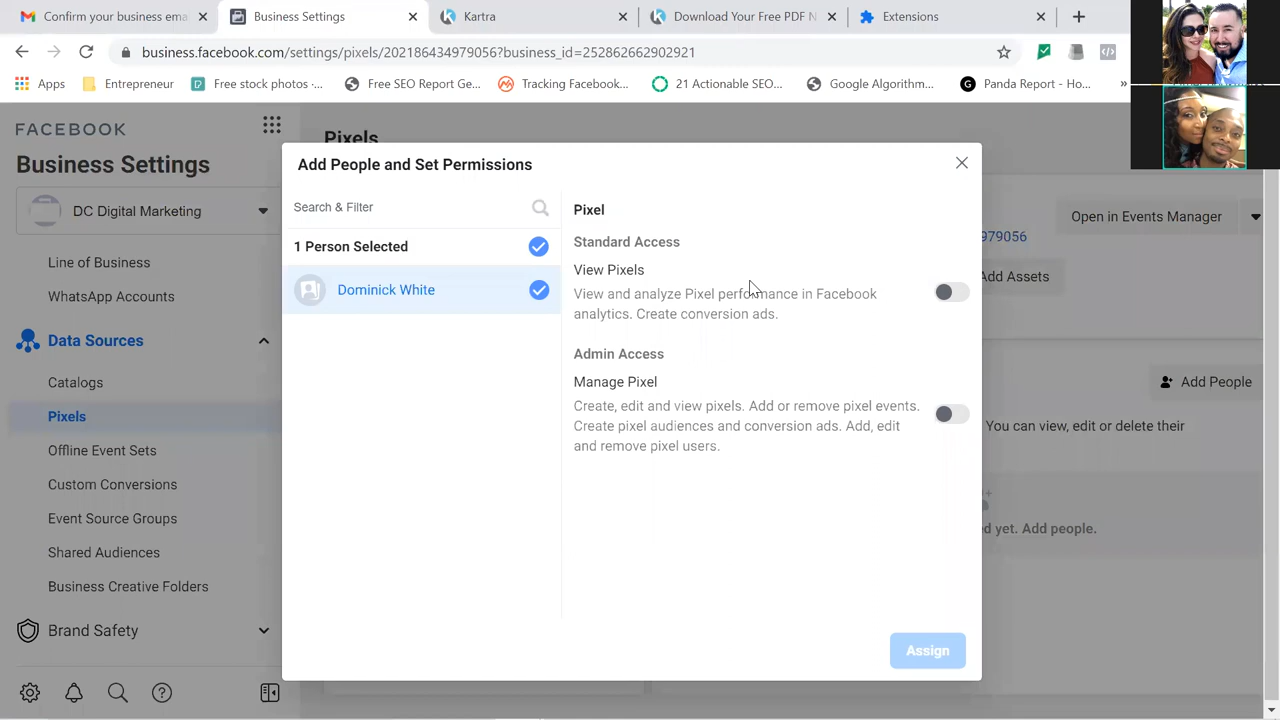 Confirm your business ema
Business Settings
Kartra
Download Your Free PDF N
Extensions
business.facebook.com/settings/pixels/202186434979056?business_id=252862662902921
Apps
Entrepreneur
Free stock photos ·...
Free SEO Report Ge...
Tracking Facebook...
21 Actionable SEO...
Google Algorithm...
Panda Report - Ho...
»
FACEBOOK
Business Settings
DC Digital Marketing
Line of Business
WhatsApp Accounts
Data Sources
Catalogs
Pixels
Offline Event Sets
Custom Conversions
Event Source Groups
Shared Audiences
Business Creative Folders
Brand Safety
Pixels
Open in Events Manager
979056
Add Assets
Add People
You can view, edit or delete their
d yet. Add people.
Add People and Set Permissions
Search & Filter
1 Person Selected
Dominick White
Pixel
Standard Access
View Pixels
View and analyze Pixel performance in Facebook
analytics. Create conversion ads.
Admin Access
Manage Pixel
Create, edit and view pixels. Add or remove pixel events.
Create pixel audiences and conversion ads. Add, edit
and remove pixel users.
Assign